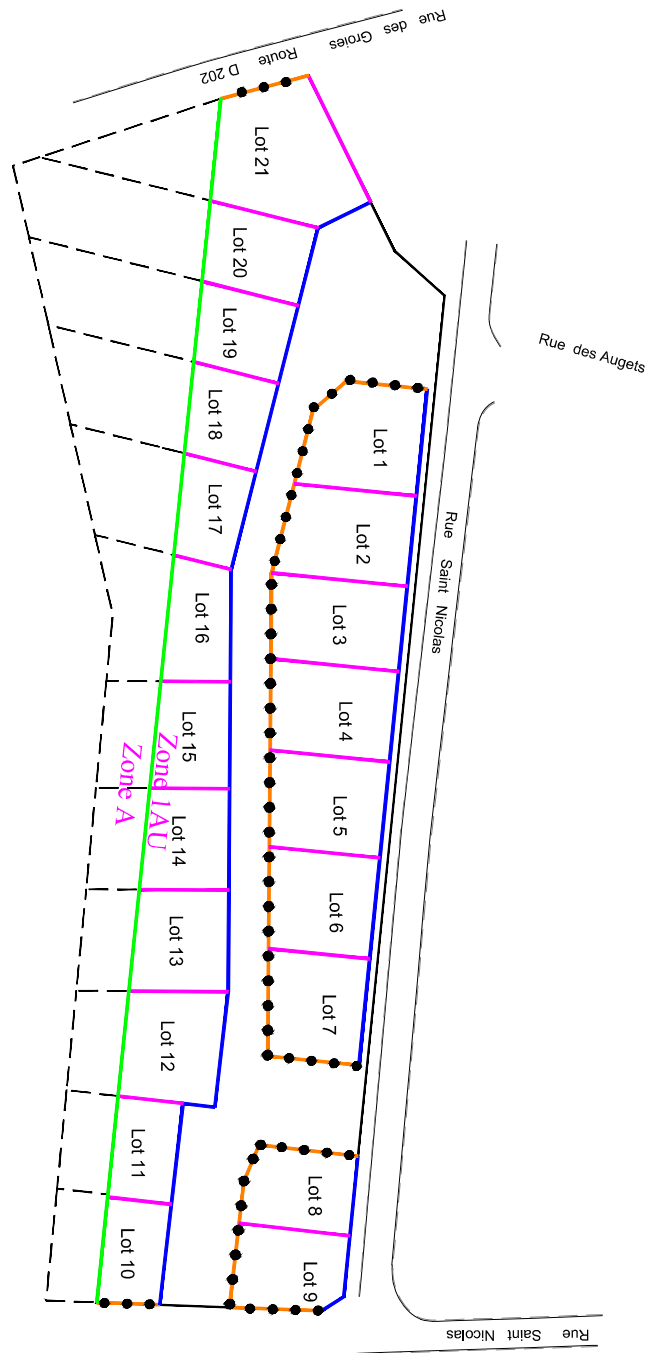 Rue des Groies Route D 202
Lot 21
Lot 20
Lot 19
Lot 18
Lot 17
Lot 16
Lot 15
Lot 14
Lot 13
Lot 12
Lot 11
Lot 10
Zone 1AU
Zone A
Lot 1
Lot 2
Lot 3
Lot 4
Lot 5
Lot 6
Lot 7
Lot 8
Lot 9
Rue Saint Nicolas
Rue des Augets
Rue Saint Nicolas